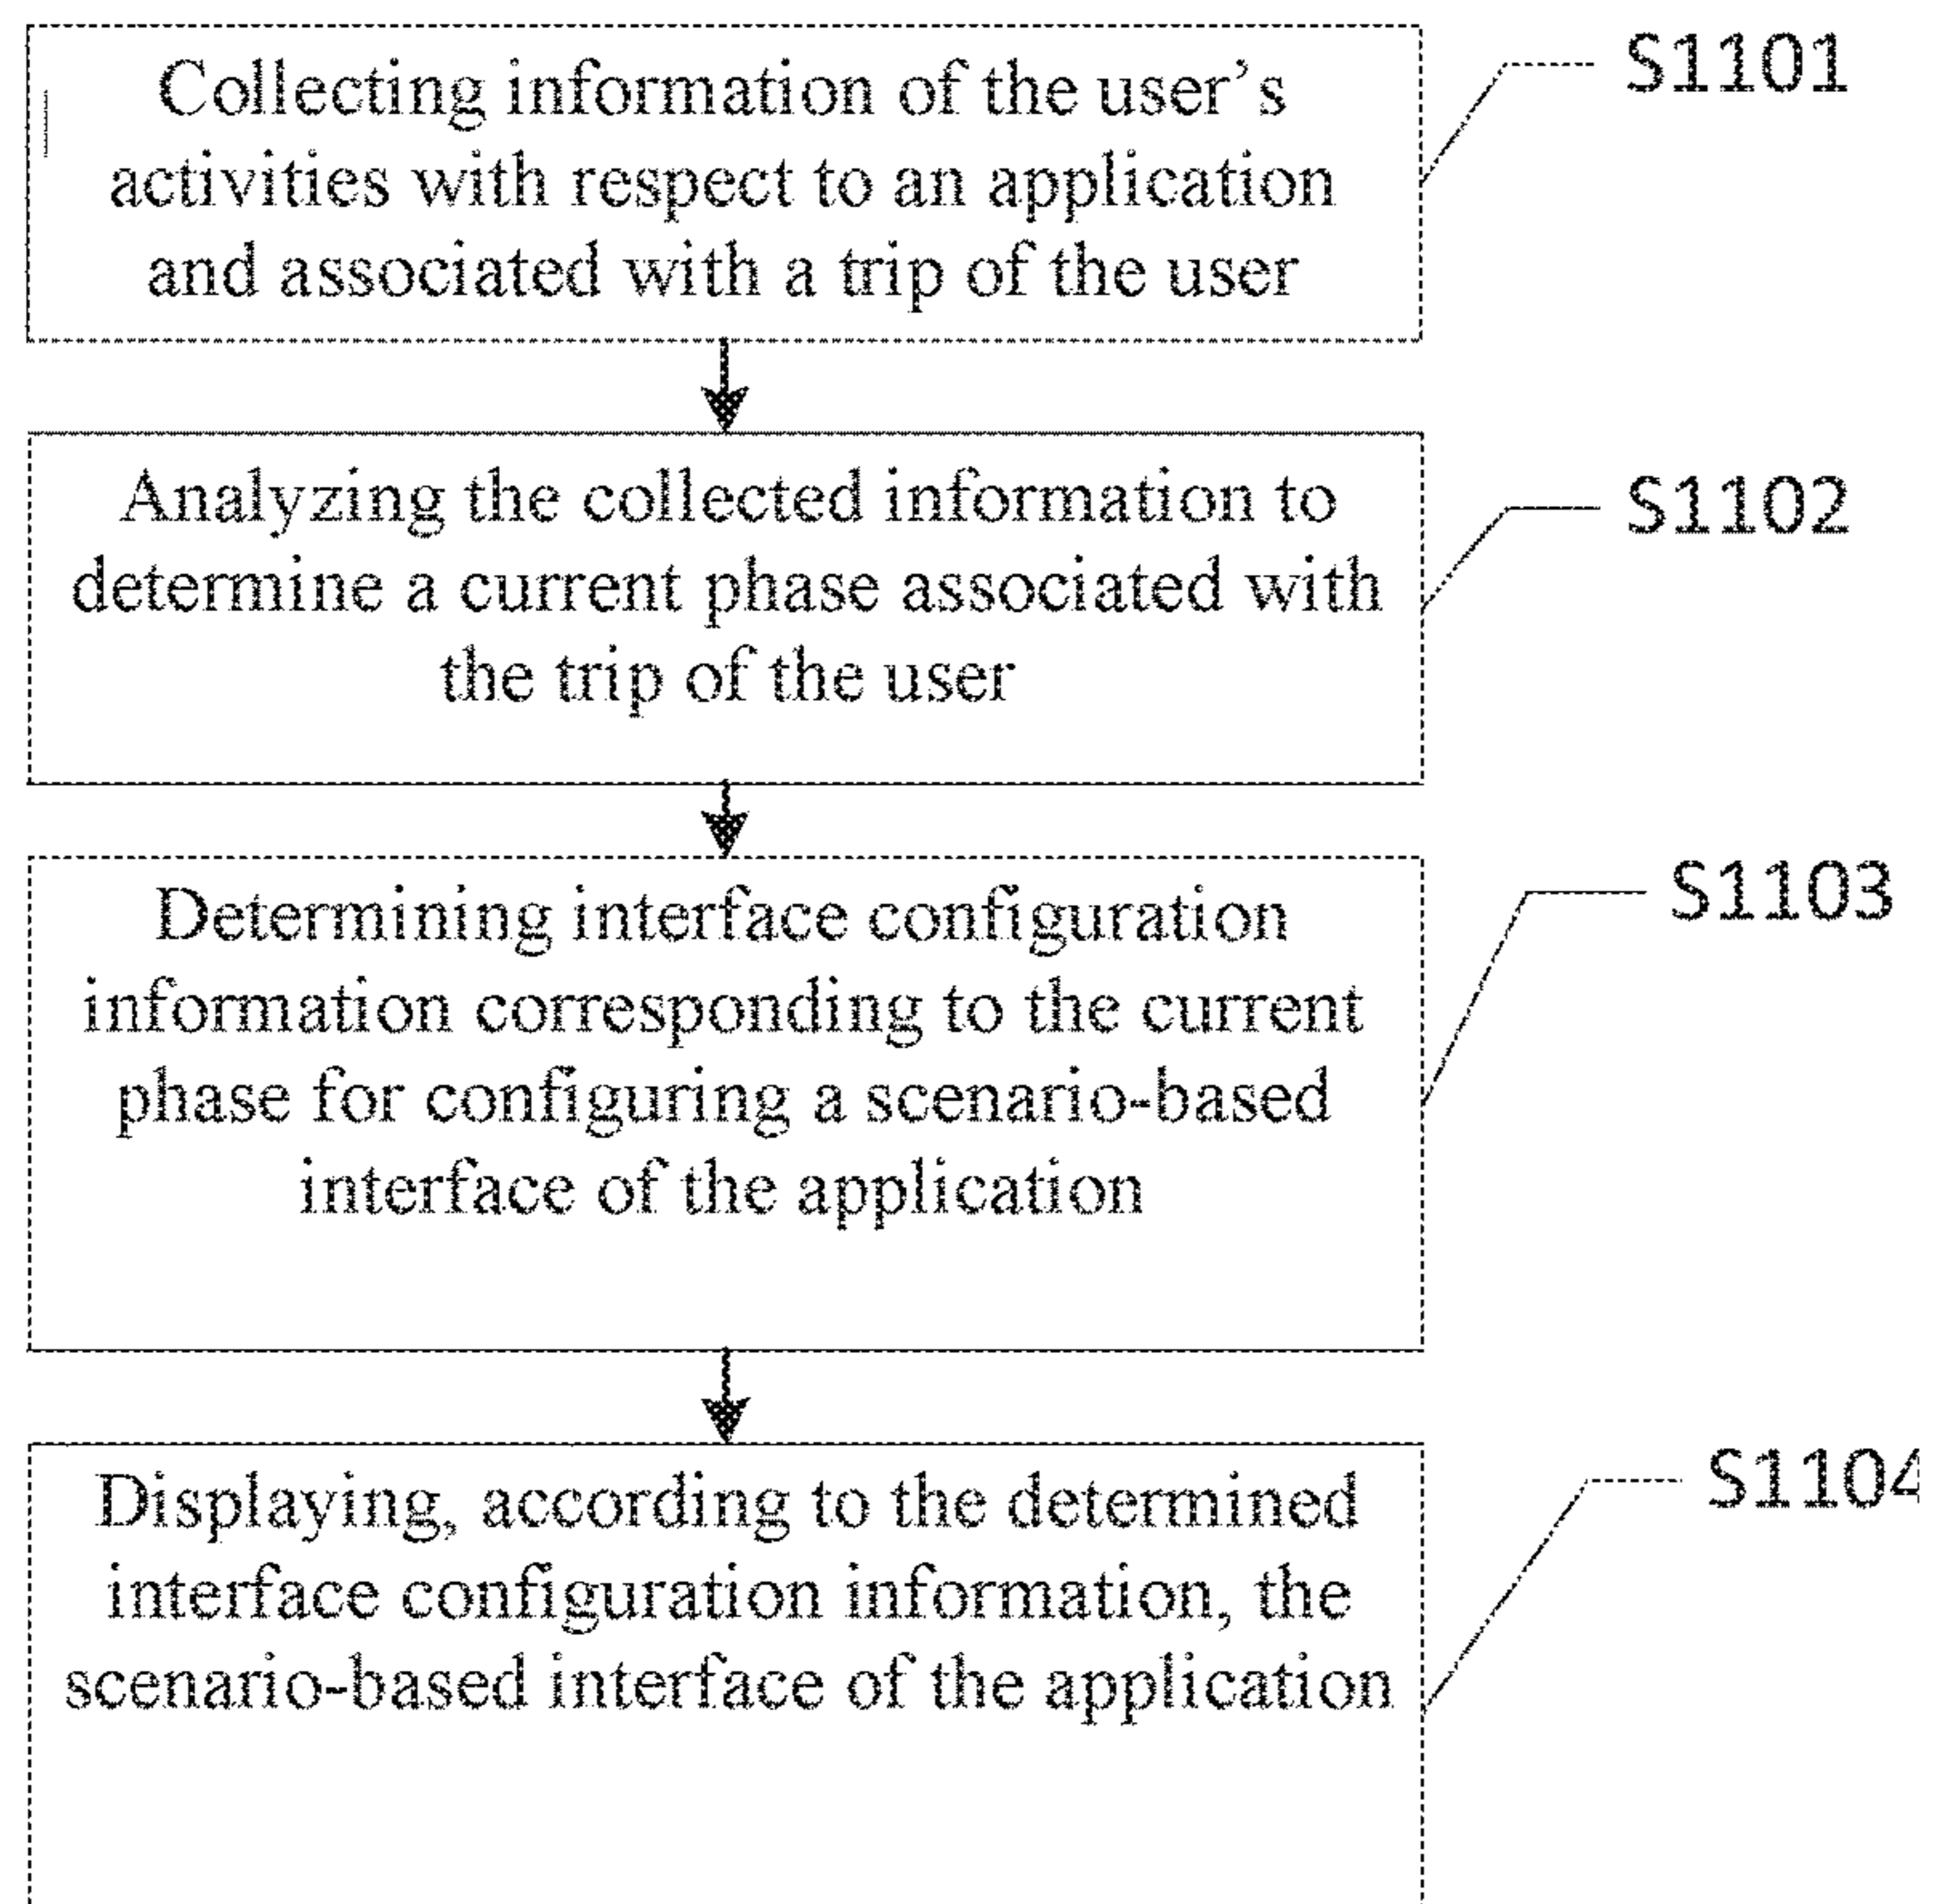 Collecting information of the user’s
activities with respect to an application
and associated with a trip of the user
S1101
Analyzing the collected information to
determine a current phase associated with
the trip of the user
S1102
Determining interface configuration
information corresponding to the current
phase for configuring a scenario-based
interface of the application
S1103
Displaying, according to the determined
interface configuration information, the
scenario-based interface of the application
S1104